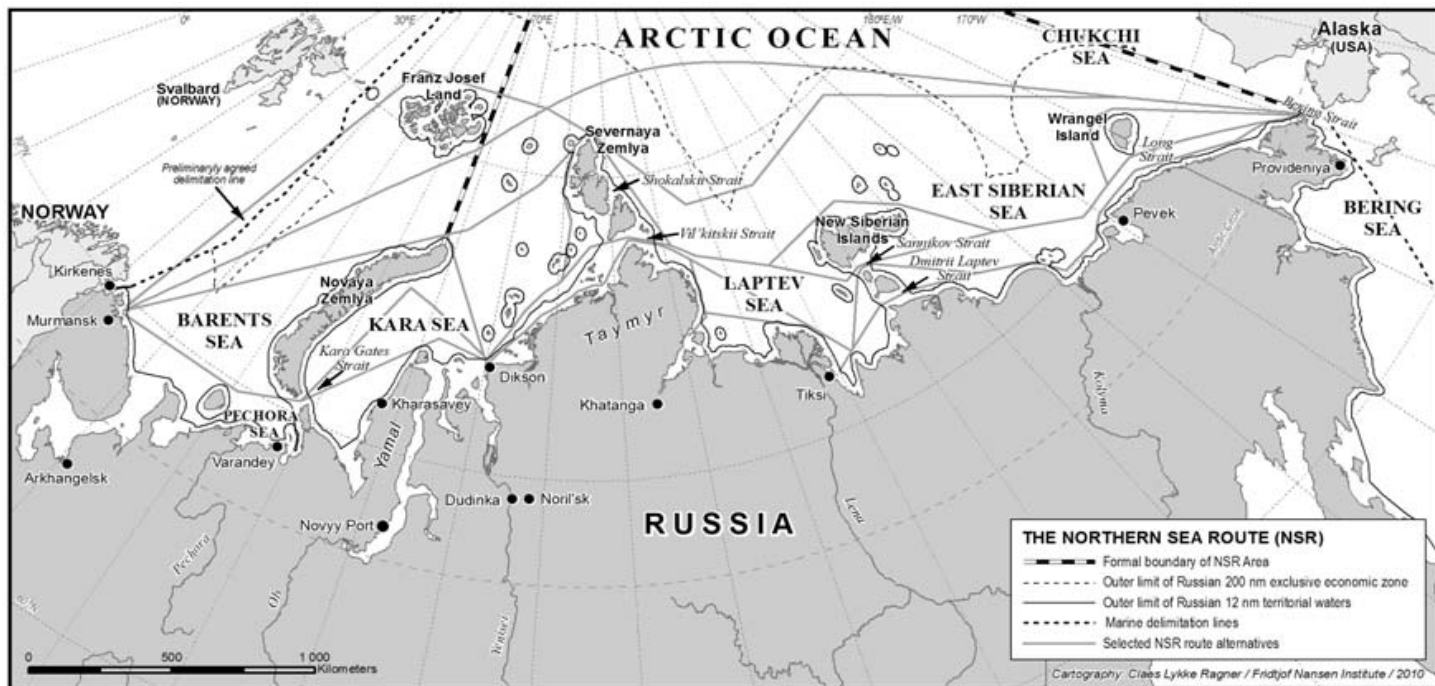 0°
30°E
60°E
70°E
180°E/W
170°W
ARCTIC OCEAN
CHUKCHI
SEA
Alaska
(USA)
Svalbard
(NORWAY)
Franz Josef
Land
Severnaya
Zemlya
Wrangel
Island
Bering Strait
Long
Strait
70°N
Preliminarily agreed
delimitation line
Shokalskii Strait
Provideniya
NORWAY
EAST SIBERIAN
SEA
Pevek
BERING
SEA
New Siberian
Islands
Vil'kitskii Strait
Sannikov Strait
Dmitrii Laptev
Strait
Kirkenes
Novaya
Zemlya
LAPTEV
SEA
Murmansk
BARENTS
SEA
KARA SEA
Taymyr
Kara Gates
Strait
Dikson
Tiksi
Kolyma
Kharasavey
Khatanga
PECHORA
SEA
Yamal
Varandey
Arkhangelsk
Dudinka
Noril'sk
Novyy Port
RUSSIA
Lena
Pechora
Ob
Yenisei
60°N
THE NORTHERN SEA ROUTE (NSR)
Formal boundary of NSR Area
Outer limit of Russian 200 nm exclusive economic zone
Outer limit of Russian 12 nm territorial waters
Marine delimitation lines
Selected NSR route alternatives
0 500 1 000
Kilometers
Cartography: Claes Lykke Ragner / Fridtjof Nansen Institute / 2010